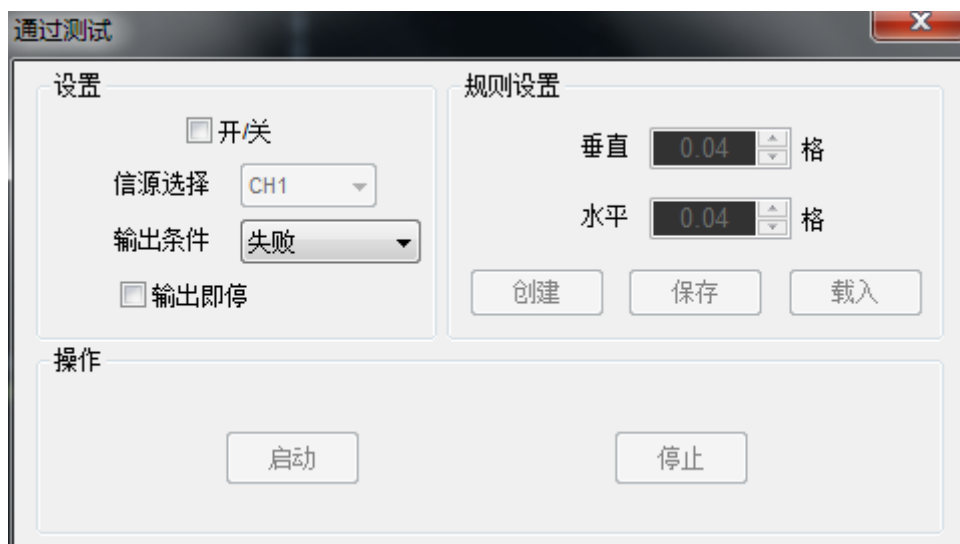 通过测试
设置
开/关
信源选择 CH1
输出条件 失败
输出即停
规则设置
垂直 0.04 格
水平 0.04 格
创建 保存 载入
操作
启动 停止